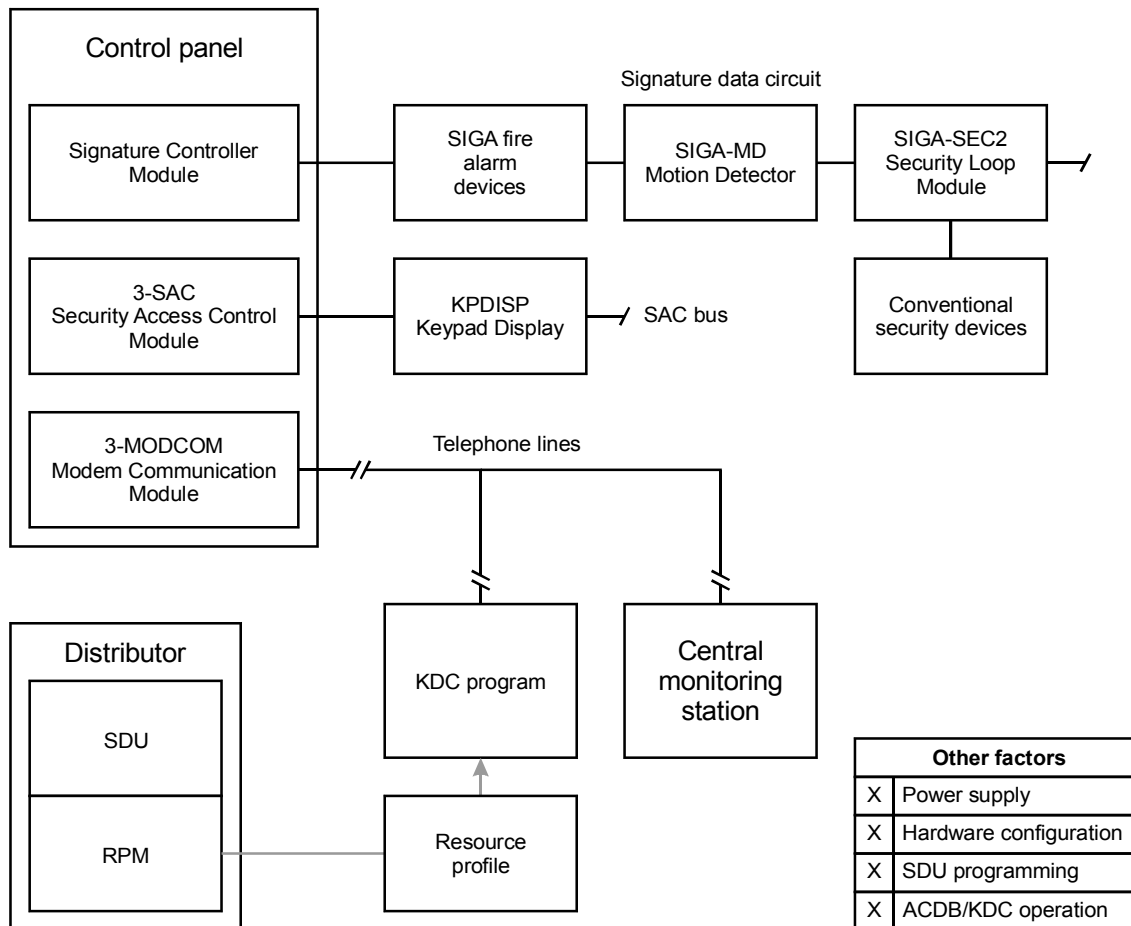 Control panel
Signature data circuit
Signature Controller
Module
SIGA fire
alarm
devices
SIGA-MD
Motion Detector
SIGA-SEC2
Security Loop
Module
3-SAC
Security Access Control
Module
KPDISP
Keypad Display
SAC bus
Conventional
security devices
3-MODCOM
Modem Communication
Module
Telephone lines
Distributor
SDU
RPM
KDC program
Central
monitoring
station
Resource
profile
Other factors
X Power supply
X Hardware configuration
X SDU programming
X ACDB/KDC operation